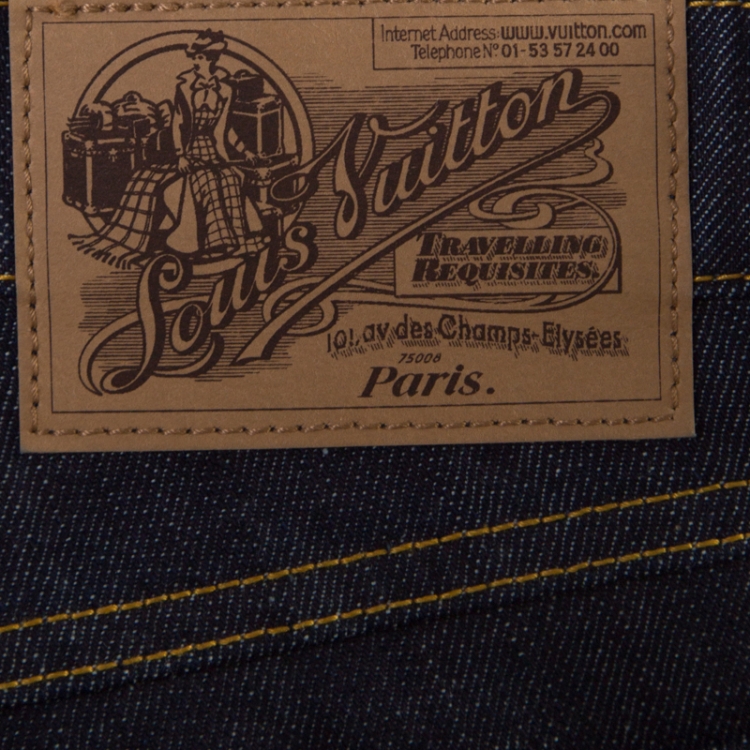 Internet Address: www.vuitton.com
Telephone Nº 01-53 57 24 00
Louis Vuitton
TRAVELLING
REQUISITES.
101, av des Champs-Elysées
75008
Paris.